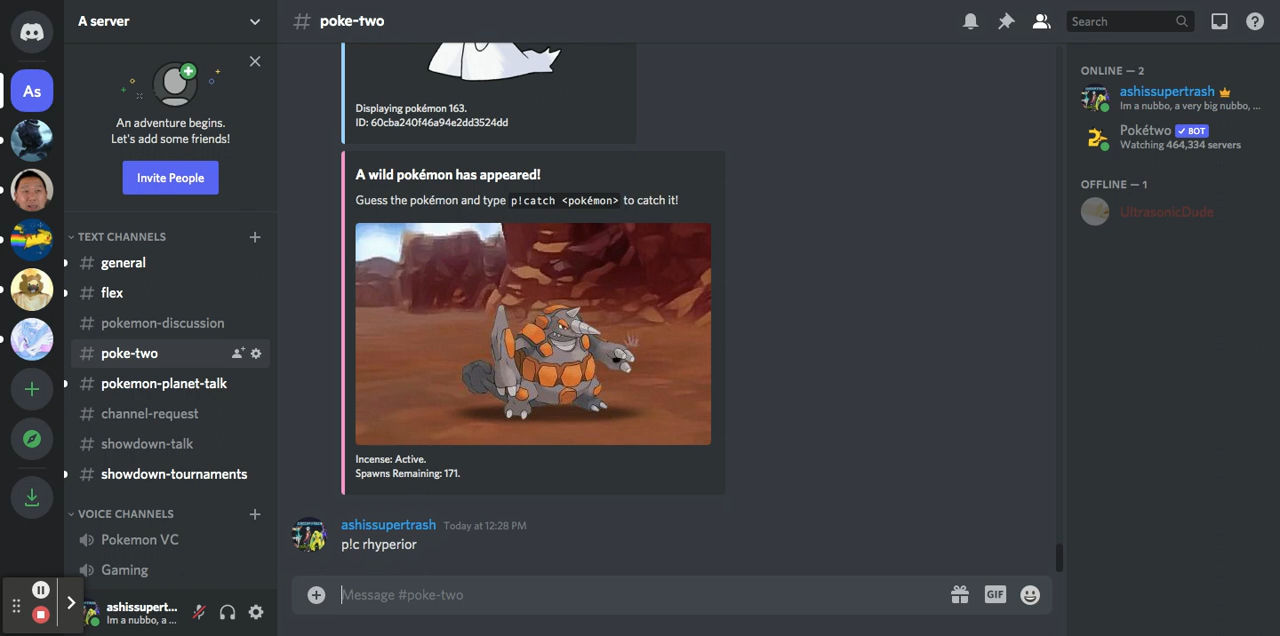 A server
# poke-two
Search
As
An adventure begins.
Let's add some friends!
Invite People
TEXT CHANNELS
general
flex
pokemon-discussion
poke-two
pokemon-planet-talk
channel-request
showdown-talk
showdown-tournaments
VOICE CHANNELS
Pokemon VC
Gaming
ashissupert...
Im a nubbo, a ...
Displaying pokémon 163.
ID: 60cba240f46a94e2dd3524dd
A wild pokémon has appeared!
Guess the pokémon and type p!catch <pokémon> to catch it!
Incense: Active.
Spawns Remaining: 171.
ashissupertrash Today at 12:28 PM
p!c rhyperior
Message #poke-two
GIF
ONLINE — 2
ashissupertrash
Im a nubbo, a very big nubbo, ...
Pokétwo ✓ BOT
Watching 464,334 servers
OFFLINE — 1
UltrasonicDude